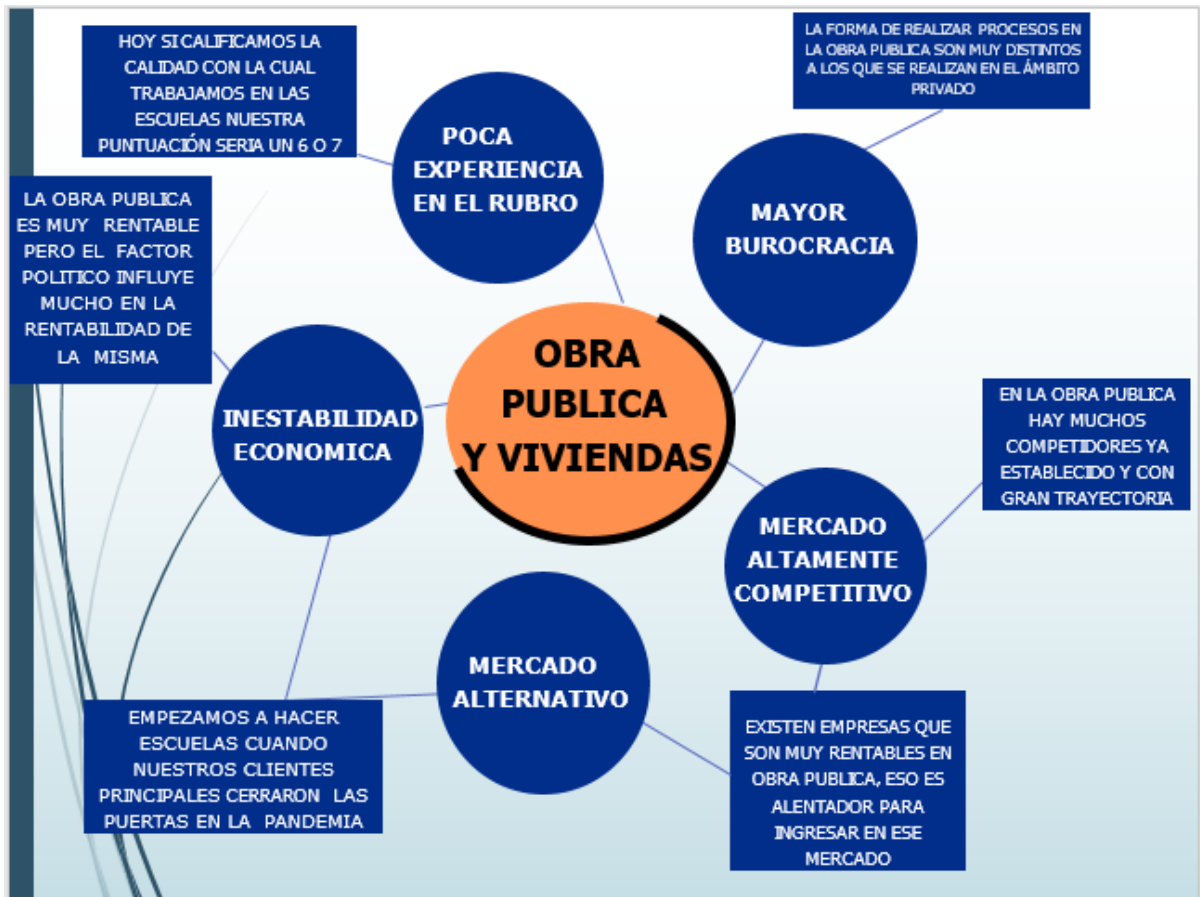 HOY SI CALIFICAMOS LA
CALIDAD CON LA CUAL
TRABAJAMOS EN LAS
ESCUELAS NUESTRA
PUNTUACIÓN SERIA UN 6 O 7
LA FORMA DE REALIZAR PROCESOS EN
LA OBRA PUBLICA SON MUY DISTINTOS
A LOS QUE SE REALIZAN EN EL ÁMBITO
PRIVADO
POCA
EXPERIENCIA
EN EL RUBRO
MAYOR
BUROCRACIA
LA OBRA PUBLICA
ES MUY RENTABLE
PERO EL FACTOR
POLITICO INFLUYE
MUCHO EN LA
RENTABILIDAD DE
LA MISMA
OBRA
PUBLICA
Y VIVIENDAS
INESTABILIDAD
ECONOMICA
EN LA OBRA PUBLICA
HAY MUCHOS
COMPETIDORES YA
ESTABLECIDO Y CON
GRAN TRAYECTORIA
MERCADO
ALTAMENTE
COMPETITIVO
MERCADO
ALTERNATIVO
EMPEZAMOS A HACER
ESCUELAS CUANDO
NUESTROS CLIENTES
PRINCIPALES CERRARON LAS
PUERTAS EN LA PANDEMIA
EXISTEN EMPRESAS QUE
SON MUY RENTABLES EN
OBRA PUBLICA, ESO ES
ALENTADOR PARA
INGRESAR EN ESE
MERCADO